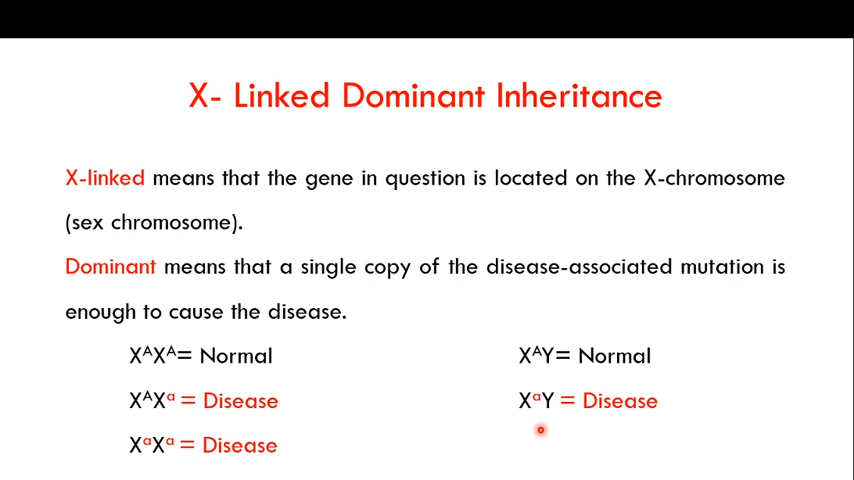 X- Linked Dominant Inheritance
X-linked means that the gene in question is located on the X-chromosome
(sex chromosome).
Dominant means that a single copy of the disease-associated mutation is
enough to cause the disease.
XᴬXᴬ= Normal
XᴬXᵃ = Disease
XᵃXᵃ = Disease
XᴬY= Normal
XᵃY = Disease